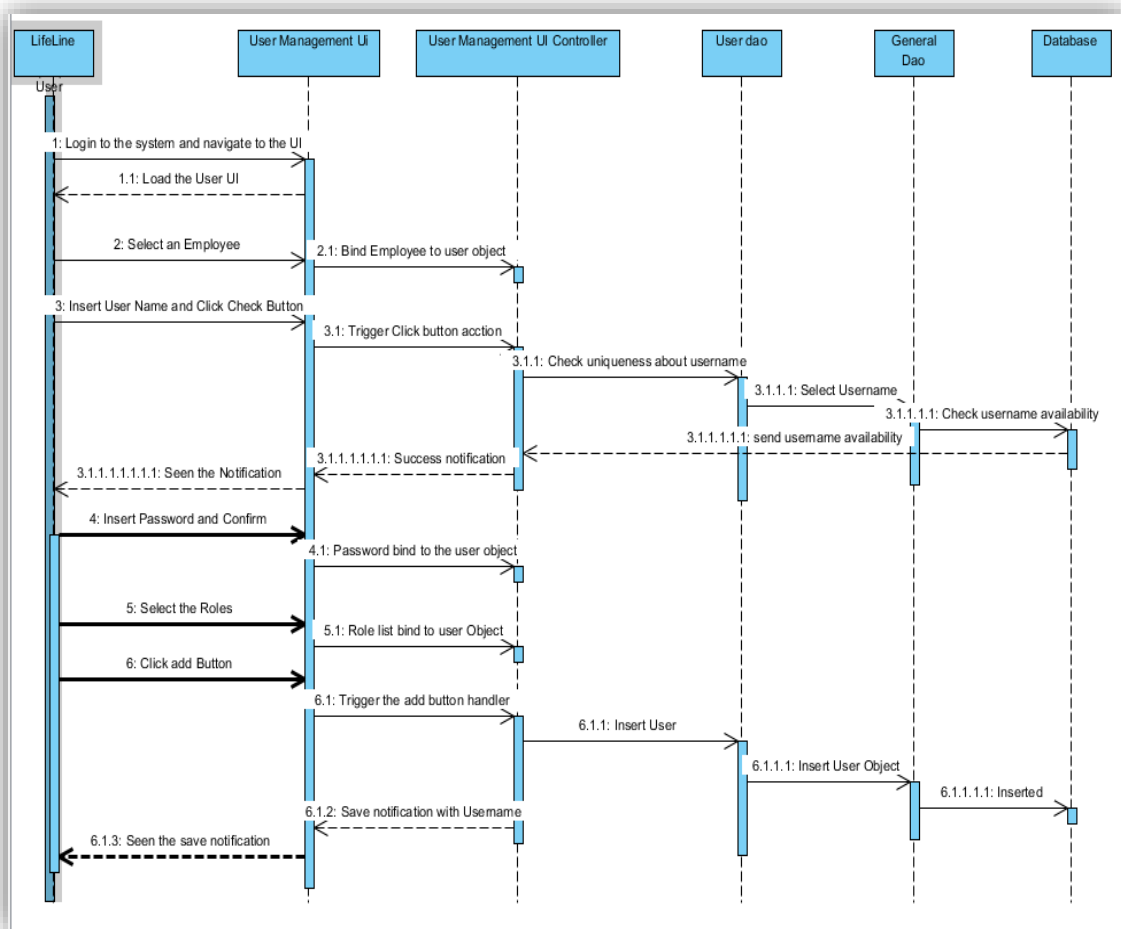 LifeLine
User Management Ui
User Management UI Controller
User dao
General
Dao
Database
User
1: Login to the system and navigate to the UI
1.1: Load the User UI
2: Select an Employee
2.1: Bind Employee to user object
3: Insert User Name and Click Check Button
3.1: Trigger Click button acction
3.1.1: Check uniqueness about username
3.1.1.1: Select Username
3.1.1.1.1: Check username availability
3.1.1.1.1.1: send username availability
3.1.1.1.1.1.1: Success notification
3.1.1.1.1.1.1.1: Seen the Notification
4: Insert Password and Confirm
4.1: Password bind to the user object
5: Select the Roles
5.1: Role list bind to user Object
6: Click add Button
6.1: Trigger the add button handler
6.1.1: Insert User
6.1.1.1: Insert User Object
6.1.1.1.1: Inserted
6.1.2: Save notification with Username
6.1.3: Seen the save notification